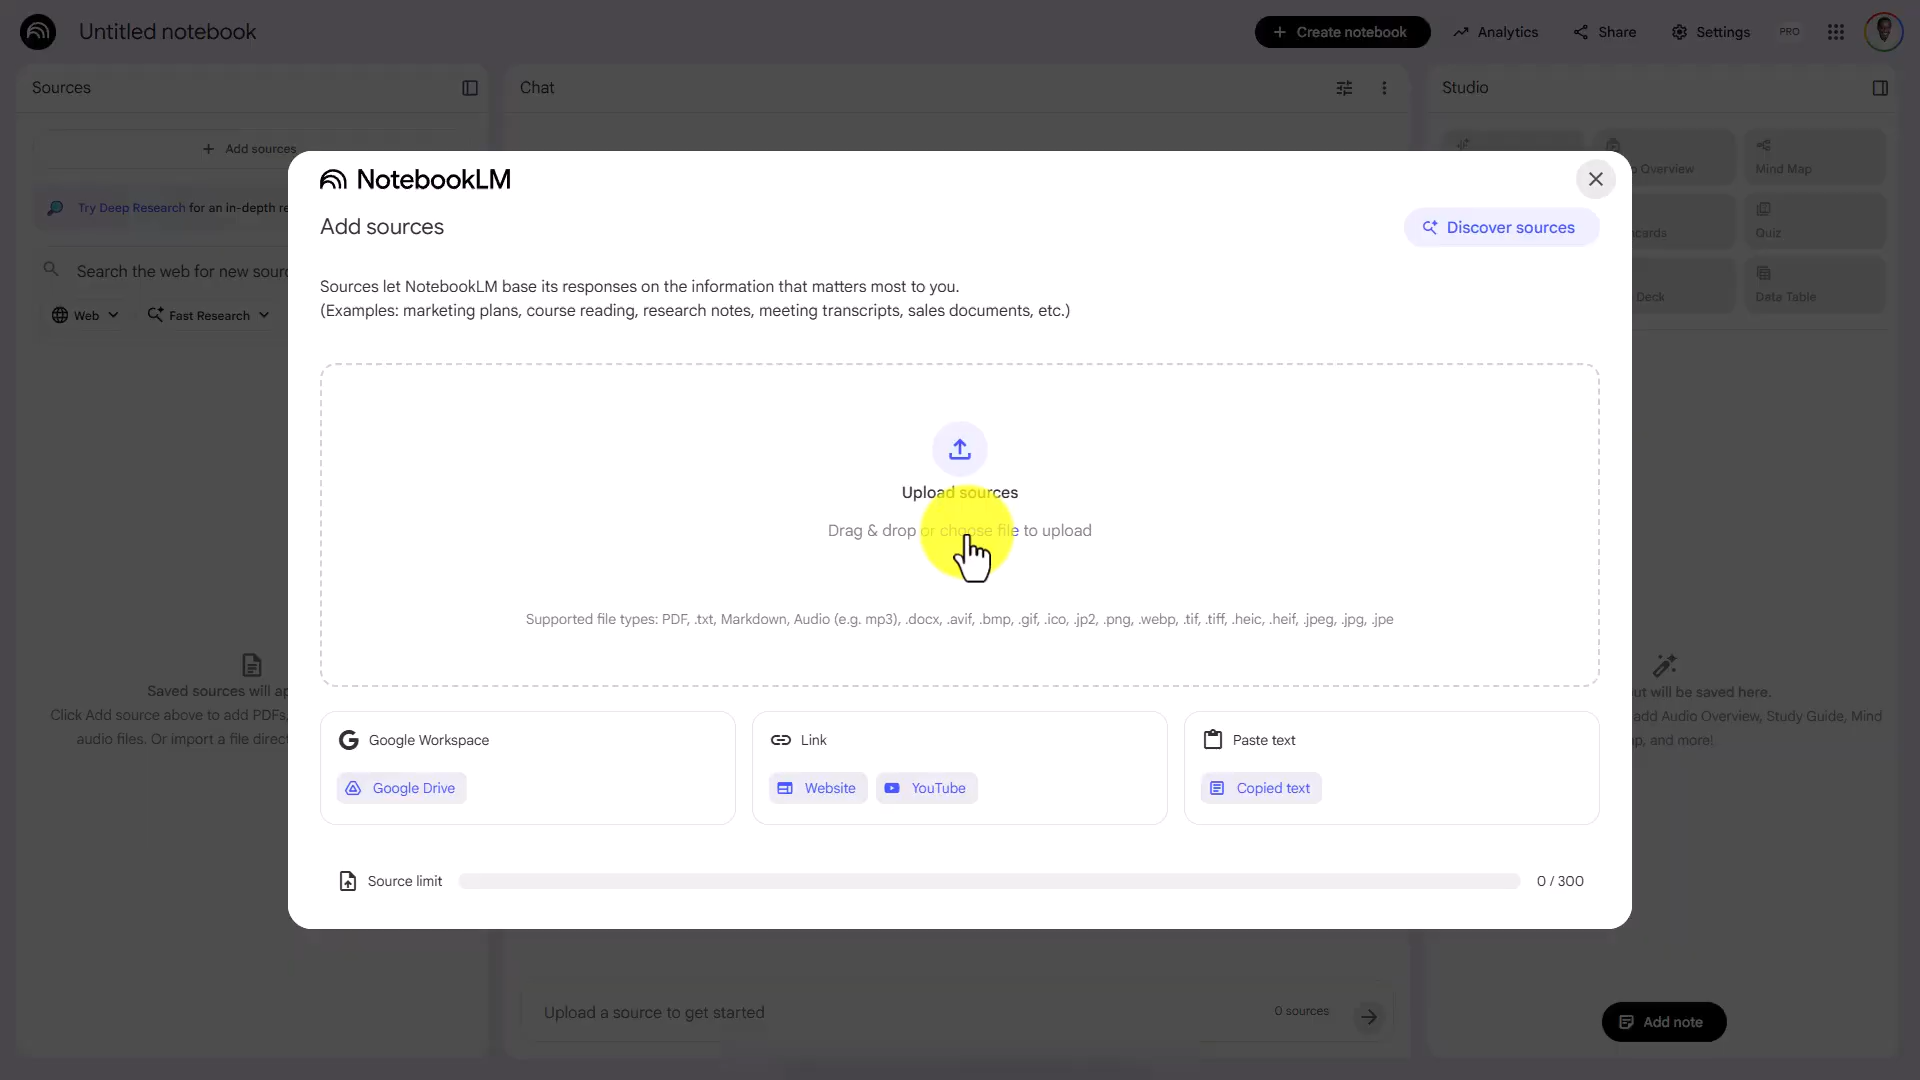 Untitled notebook
Create notebook
Analytics
Share
Settings
PRO
Sources
Chat
Studio
Add sources
Try Deep Research for an in-depth re
Search the web for new sour
Web
Fast Research
Saved sources will ap
Click Add source above to add PDFs,
audio files. Or import a file direct
NotebookLM
Add sources
Discover sources
Sources let NotebookLM base its responses on the information that matters most to you.
(Examples: marketing plans, course reading, research notes, meeting transcripts, sales documents, etc.)
Upload sources
Drag & drop or choose file to upload
Supported file types: PDF, .txt, Markdown, Audio (e.g. mp3), .docx, .avif, .bmp, .gif, .ico, .jp2, .png, .webp, .tif, .tiff, .heic, .heif, .jpeg, .jpg, .jpe
Google Workspace
Google Drive
Link
Website
YouTube
Paste text
Copied text
Source limit
0 / 300
Upload a source to get started
0 sources
Overview
Mind Map
Quiz
Deck
Data Table
will be saved here.
add Audio Overview, Study Guide, Mind
and more!
Add note